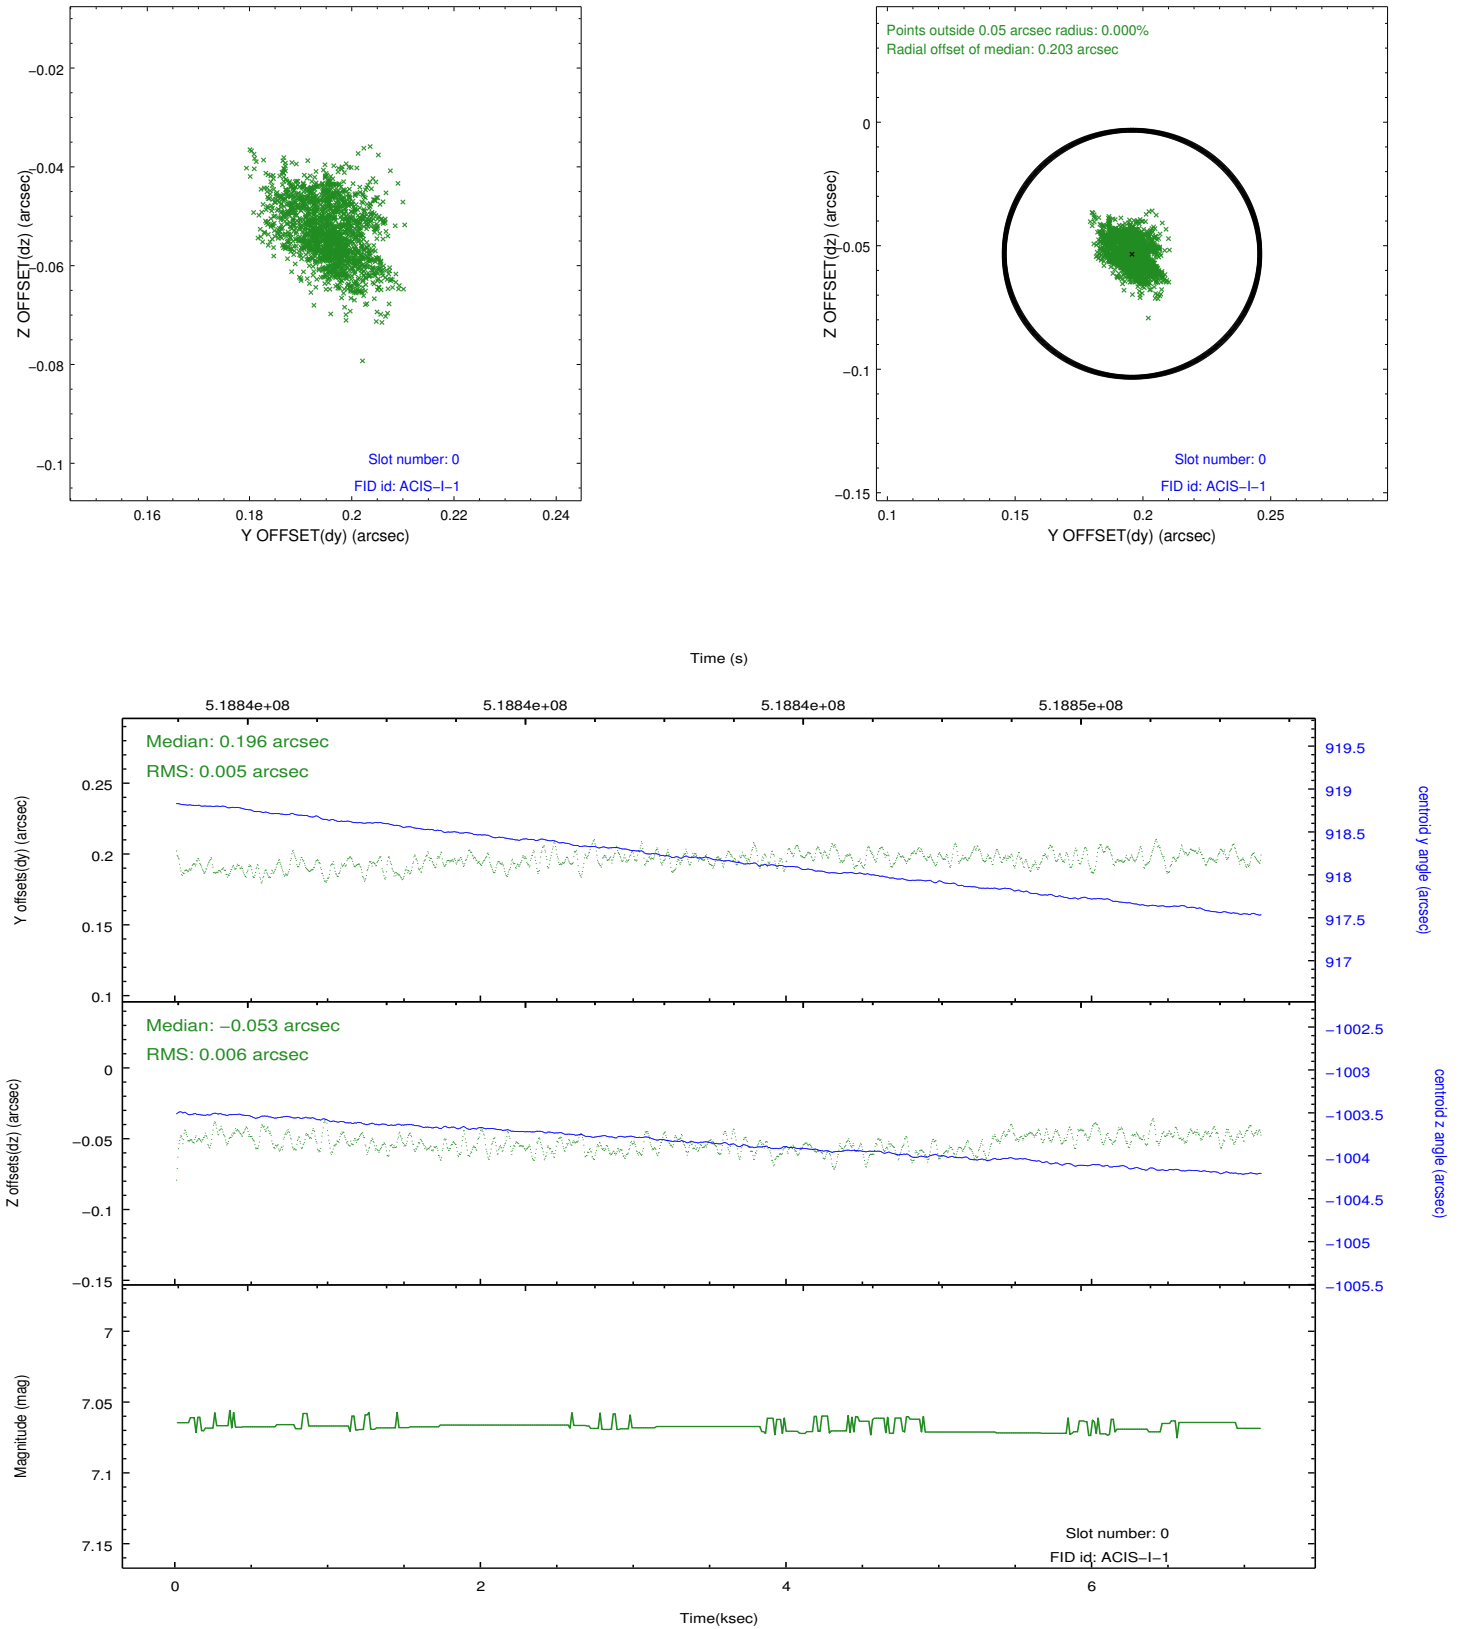 −0.02
−0.04
−0.06
−0.08
−0.1
Z OFFSET(dz) (arcsec)
Slot number: 0
FID id: ACIS−I−1
0.16 0.18 0.2 0.22 0.24
Y OFFSET(dy) (arcsec)
Points outside 0.05 arcsec radius: 0.000%
Radial offset of median: 0.203 arcsec
0
−0.05
−0.1
−0.15
Z OFFSET(dz) (arcsec)
Slot number: 0
FID id: ACIS−I−1
0.1 0.15 0.2 0.25
Y OFFSET(dy) (arcsec)
Time (s)
5.1884e+08 5.1884e+08 5.1884e+08 5.1885e+08
Median: 0.196 arcsec
RMS: 0.005 arcsec
0.25
0.2
0.15
0.1
Y offsets(dy) (arcsec)
919.5
919
918.5
918
917.5
917
centroid y angle (arcsec)
Median: −0.053 arcsec
RMS: 0.006 arcsec
0
−0.05
−0.1
−0.15
Z offsets(dz) (arcsec)
−1002.5
−1003
−1003.5
−1004
−1004.5
−1005
−1005.5
centroid z angle (arcsec)
7
7.05
7.1
7.15
Magnitude (mag)
Slot number: 0
FID id: ACIS−I−1
0 2 4 6
Time(ksec)